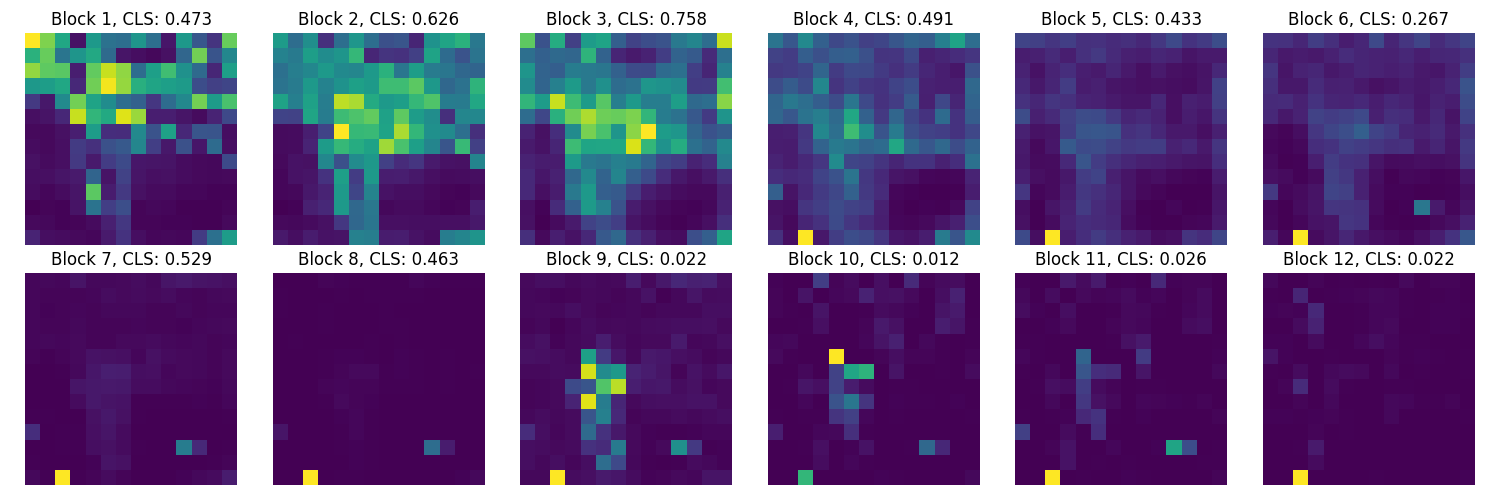 Block 1, CLS: 0.473
Block 2, CLS: 0.626
Block 3, CLS: 0.758
Block 4, CLS: 0.491
Block 5, CLS: 0.433
Block 6, CLS: 0.267
Block 7, CLS: 0.529
Block 8, CLS: 0.463
Block 9, CLS: 0.022
Block 10, CLS: 0.012
Block 11, CLS: 0.026
Block 12, CLS: 0.022